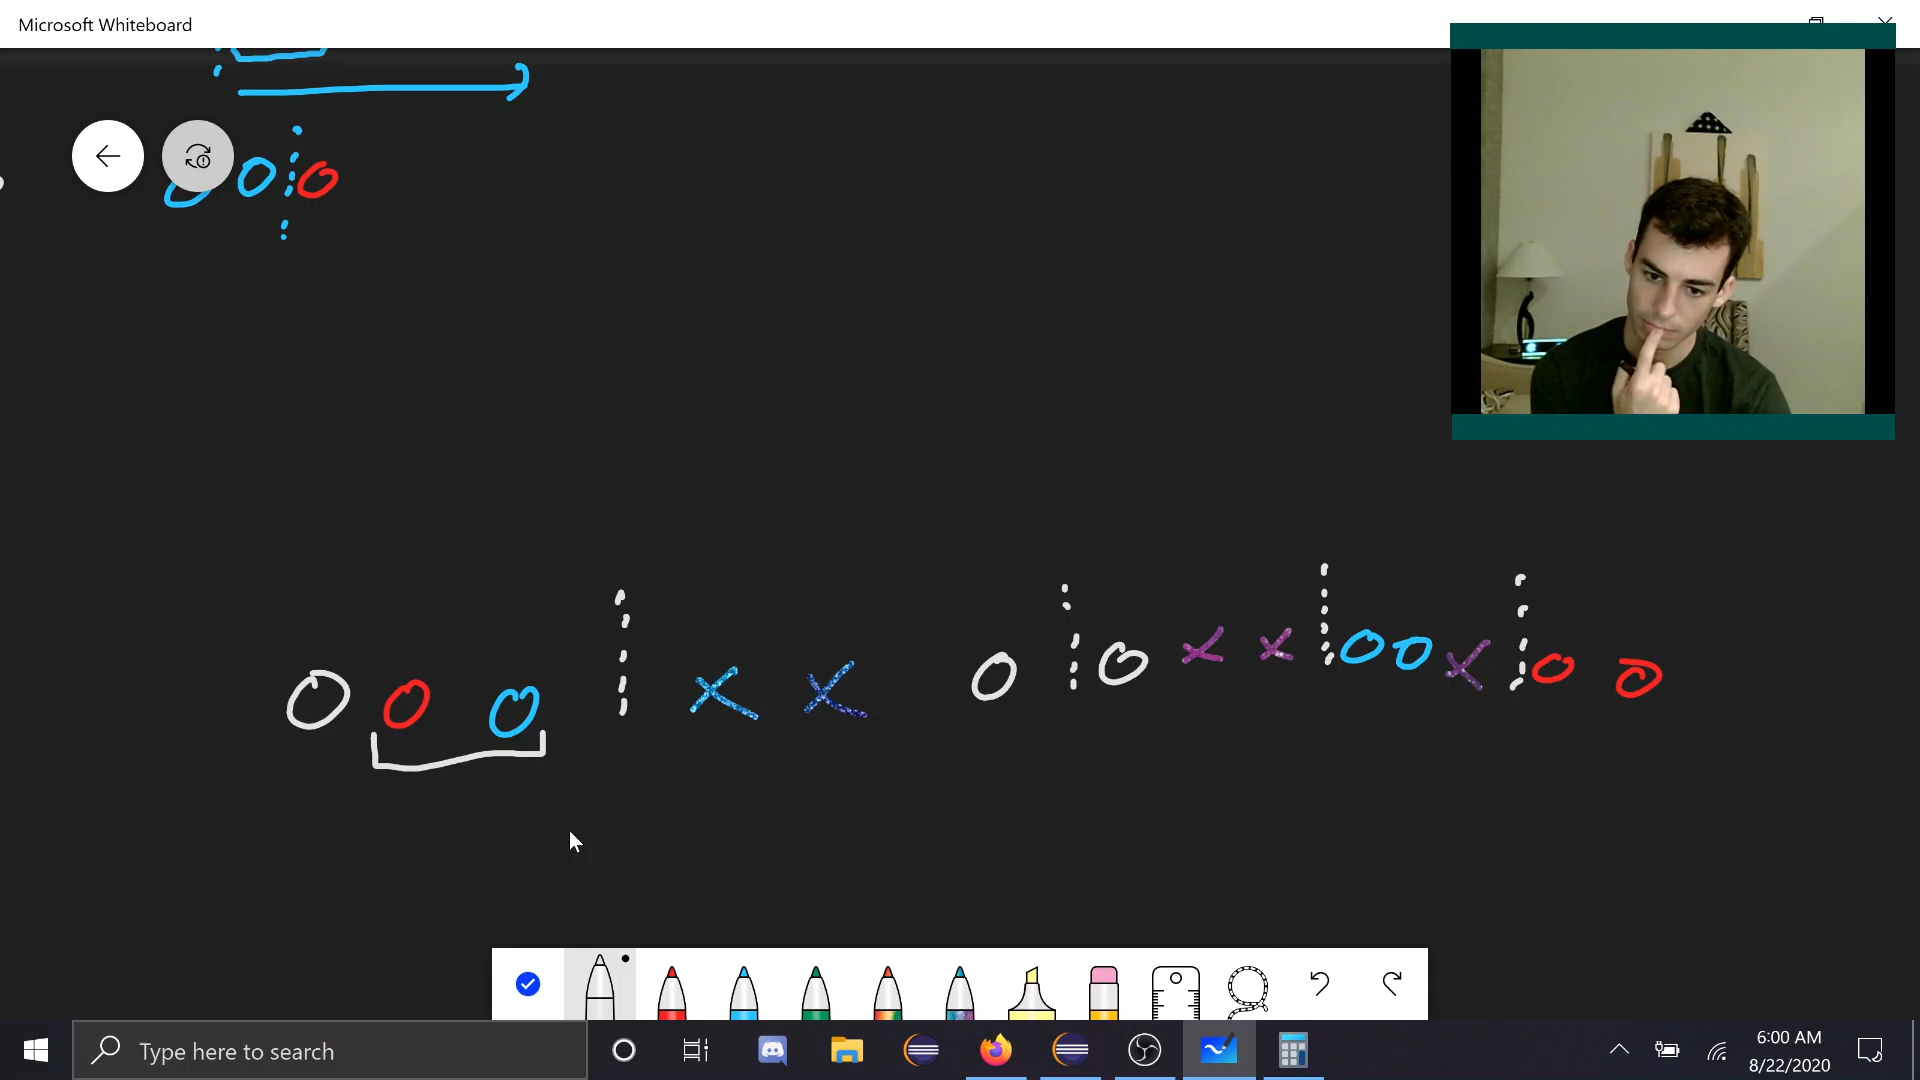 Microsoft Whiteboard
O O
O O X X O O X O O
O O O X X
Type here to search
6:00 AM
8/22/2020